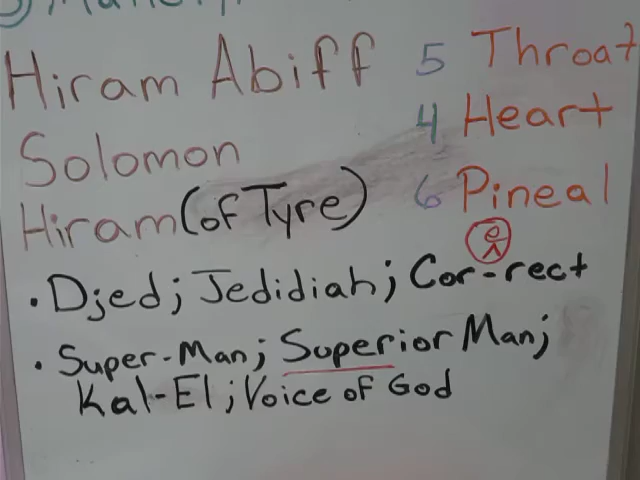 Hiram Abiff 5 Throat
Solomon 4 Heart
Hiram (of Tyre) 6 Pineal
e
^
• Djed; Jedidiah; Cor-rect
• Super-Man; Superior Man;
Kal-El; Voice of God